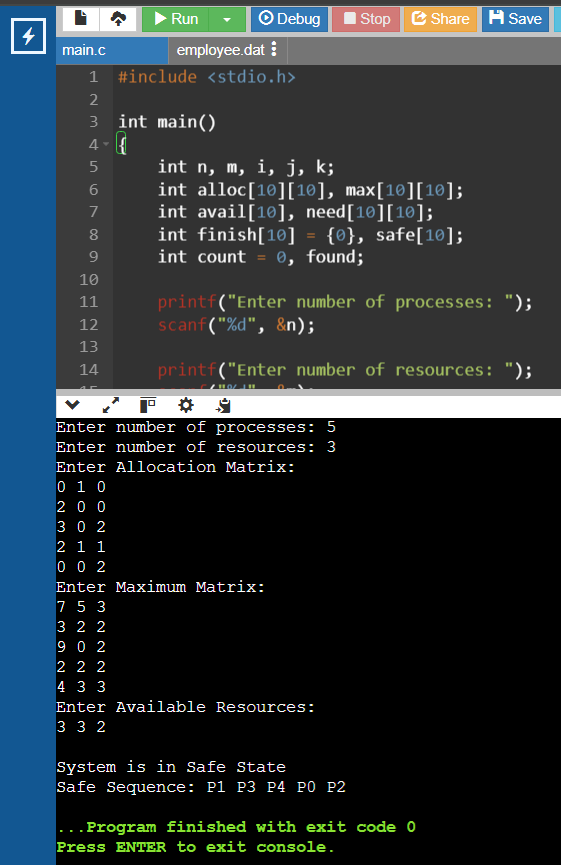 Run Debug Stop Share Save
main.c employee.dat
1 #include <stdio.h>
2
3 int main()
4 {
5     int n, m, i, j, k;
6     int alloc[10][10], max[10][10];
7     int avail[10], need[10][10];
8     int finish[10] = {0}, safe[10];
9     int count = 0, found;
10
11     printf("Enter number of processes: ");
12     scanf("%d", &n);
13
14     printf("Enter number of resources: ");
Enter number of processes: 5
Enter number of resources: 3
Enter Allocation Matrix:
0 1 0
2 0 0
3 0 2
2 1 1
0 0 2
Enter Maximum Matrix:
7 5 3
3 2 2
9 0 2
2 2 2
4 3 3
Enter Available Resources:
3 3 2
System is in Safe State
Safe Sequence: P1 P3 P4 P0 P2
...Program finished with exit code 0
Press ENTER to exit console.